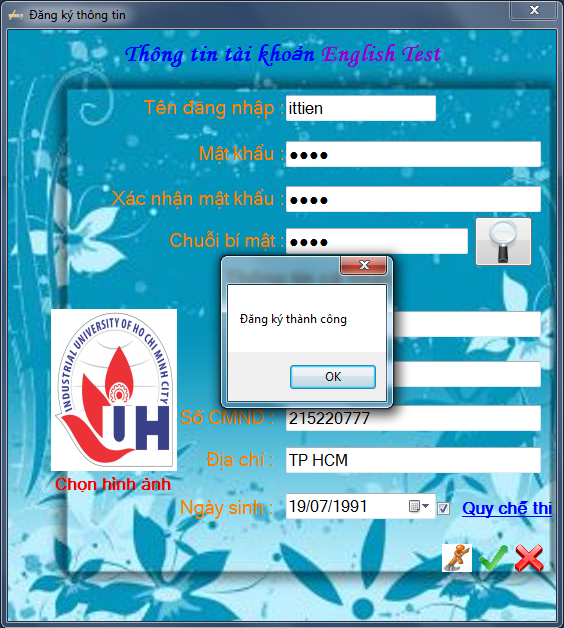 Đăng ký thông tin
Thông tin tài khoản English Test
Tên đăng nhập : ittien
Mật khẩu : ●●●●
Xác nhận mật khẩu : ●●●●
Chuỗi bí mật : ●●●●
Đăng ký thành công
OK
INDUSTRIAL UNIVERSITY OF HO CHI MINH CITY
IUH
Số CMND : 215220777
Địa chỉ : TP HCM
Chọn hình ảnh
Ngày sinh : 19/07/1991
Quy chế thi